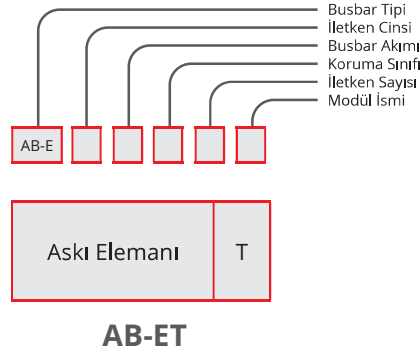 Busbar Tipi
İletken Cinsi
Busbar Akımı
Koruma Sınıfı
İletken Sayısı
Modül İsmi
AB-E
Askı Elemanı T
AB-ET